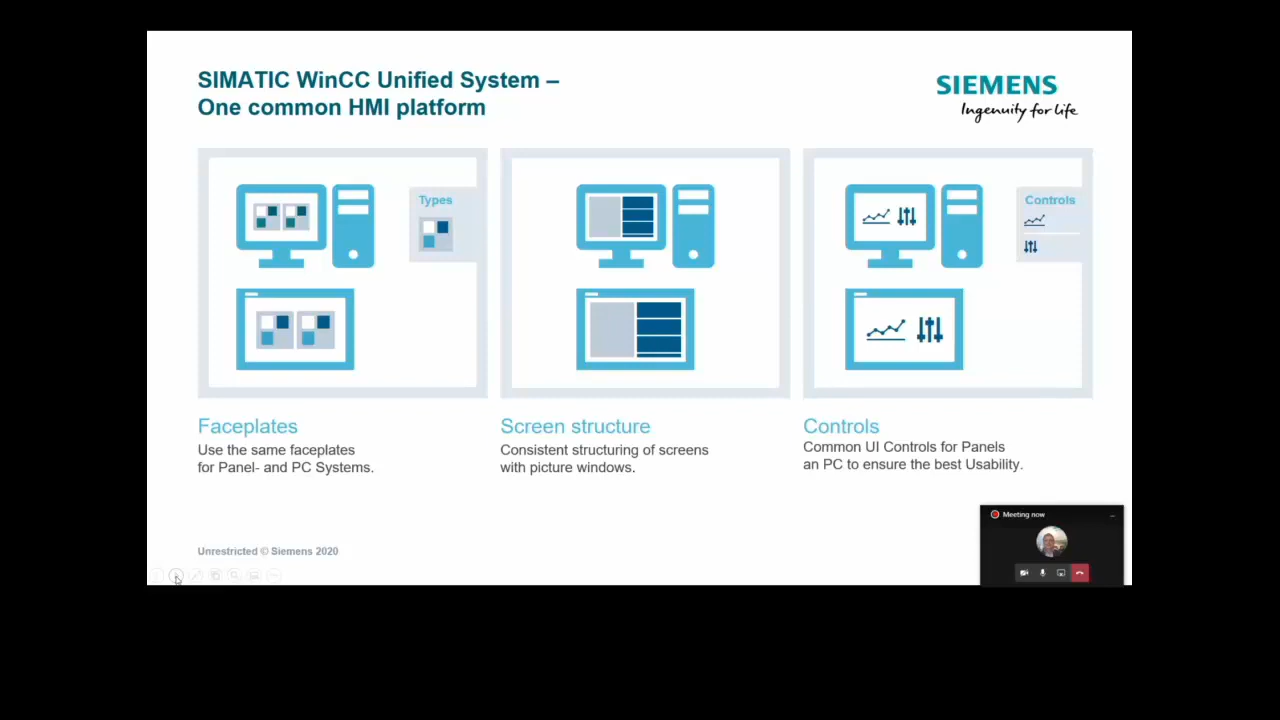 SIMATIC WinCC Unified System –
One common HMI platform
SIEMENS
Ingenuity for life
Types
Controls
Faceplates
Use the same faceplates
for Panel- and PC Systems.
Screen structure
Consistent structuring of screens
with picture windows.
Controls
Common UI Controls for Panels
an PC to ensure the best Usability.
Unrestricted © Siemens 2020
Meeting now